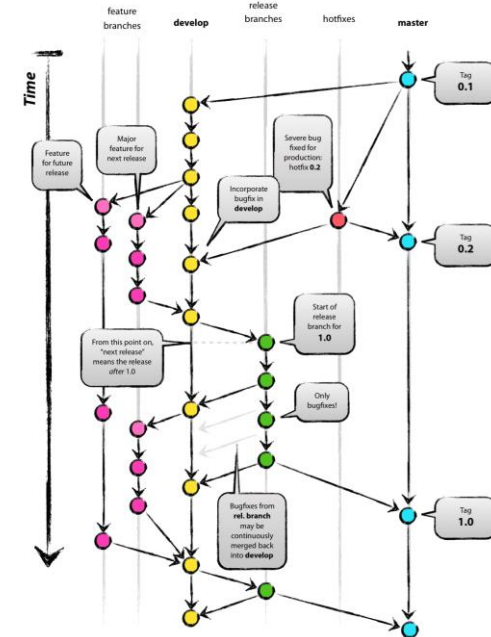 feature
branches
develop
release
branches
hotfixes
master
Time
Tag
0.1
Major
feature for
next release
Feature
for future
release
Severe bug
fixed for
production:
hotfix 0.2
Incorporate
bugfix in
develop
Tag
0.2
Start of
release
branch for
1.0
From this point on,
“next release”
means the release
after 1.0
Only
bugfixes!
Bugfixes from
rel. branch
may be
continuously
merged back
into develop
Tag
1.0